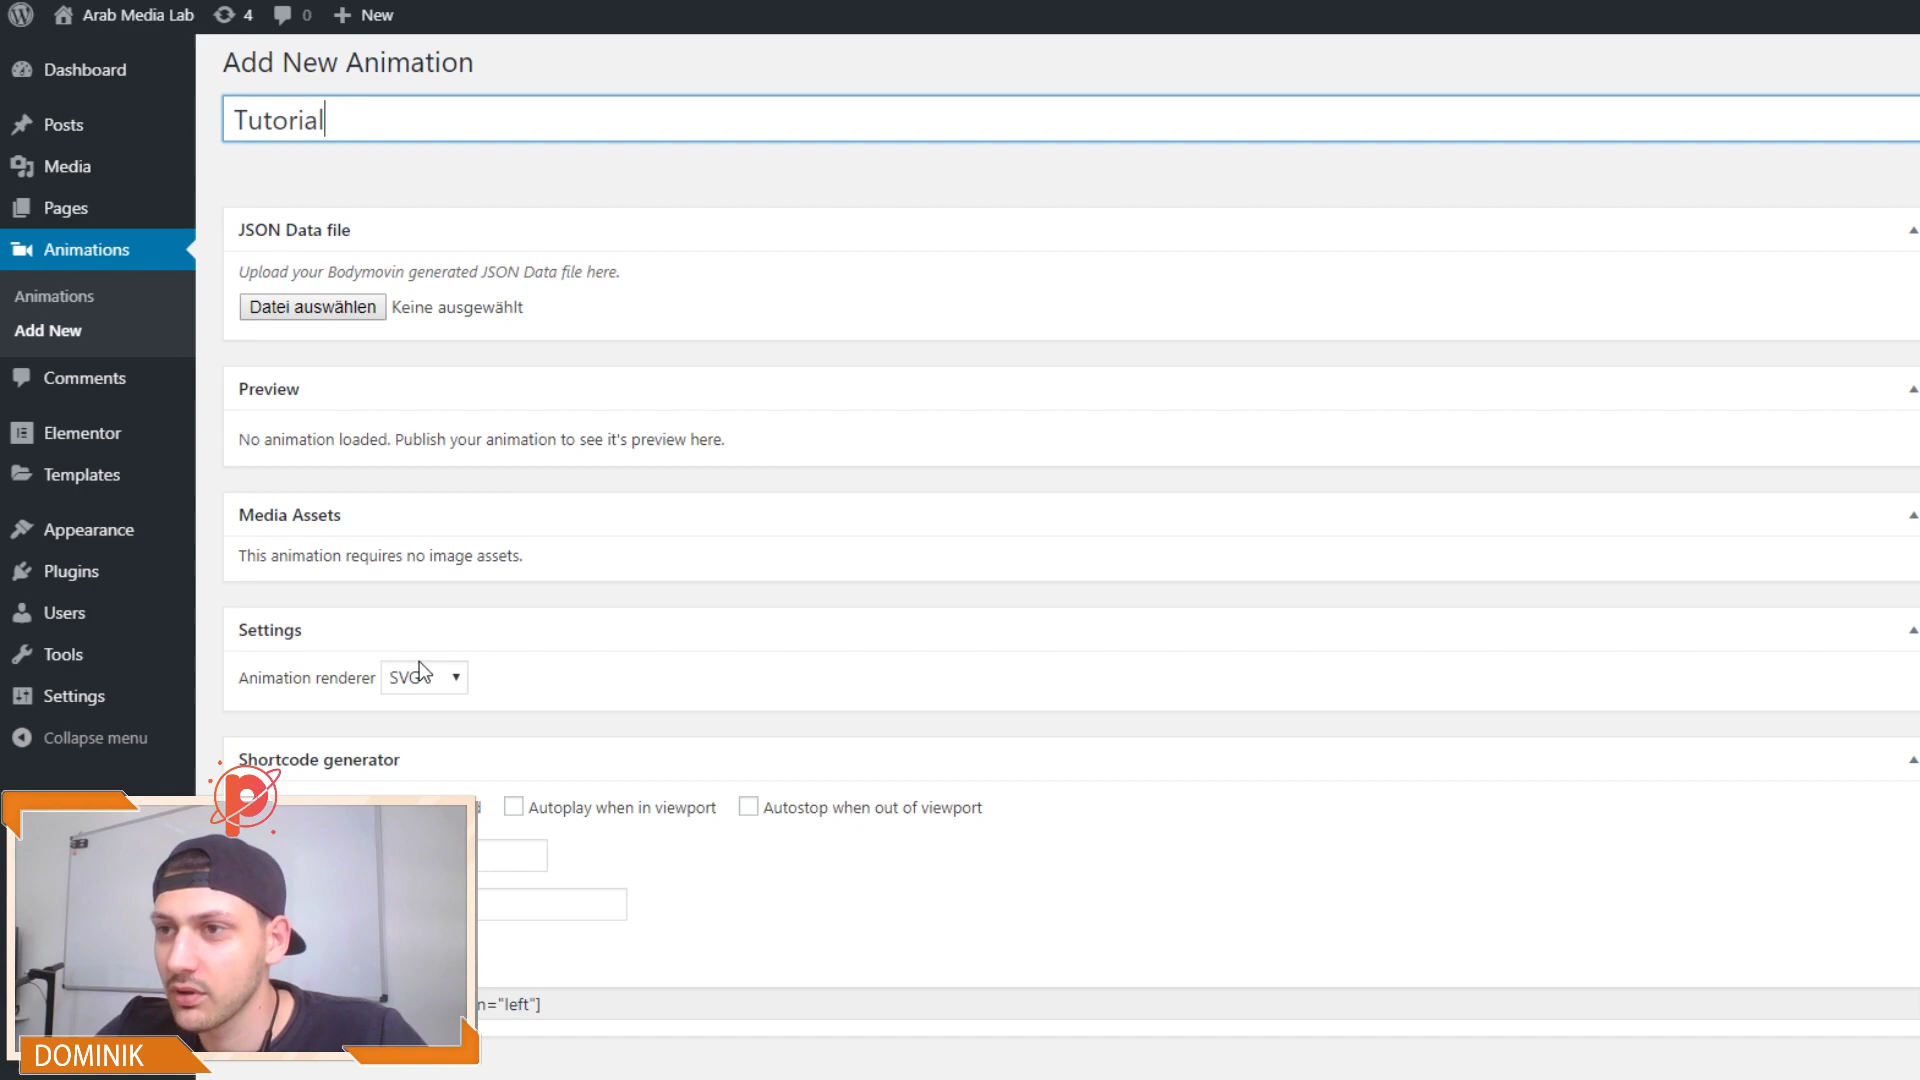 Arab Media Lab 4 0 New
Dashboard
Posts
Media
Pages
Animations
Animations
Add New
Comments
Elementor
Templates
Appearance
Plugins
Users
Tools
Settings
Collapse menu
Add New Animation
Tutorial
JSON Data file
Upload your Bodymovin generated JSON Data file here.
Datei auswählen Keine ausgewählt
Preview
No animation loaded. Publish your animation to see it's preview here.
Media Assets
This animation requires no image assets.
Settings
Animation renderer SVG
Shortcode generator
Autoplay when in viewport Autostop when out of viewport
n="left"]
DOMINIK